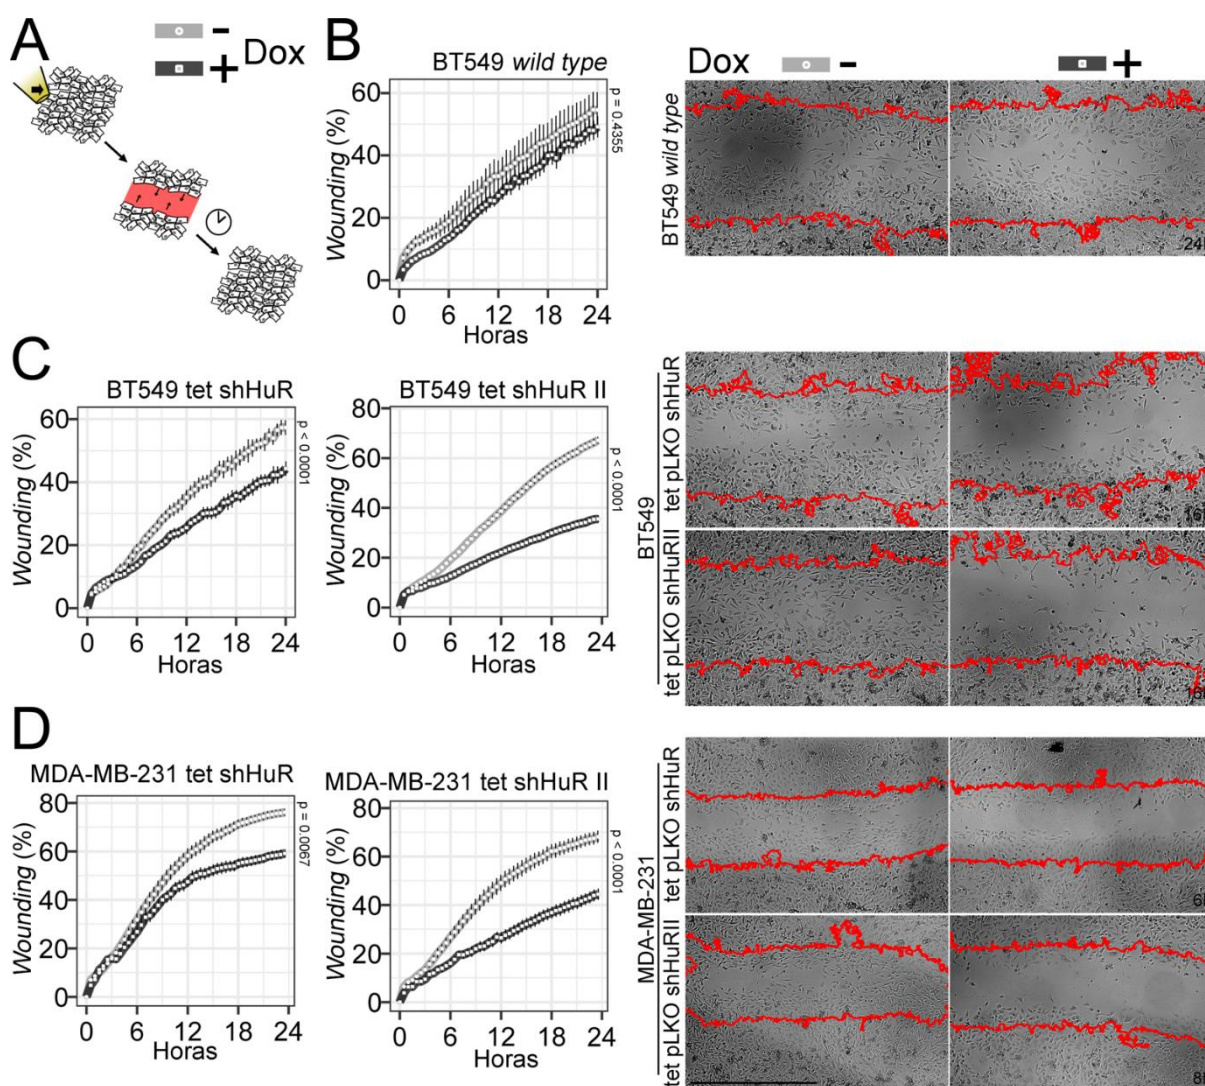 A
-
+ Dox
B
BT549 wild type
Wounding (%)
60
40
20
0
0 6 12 18 24
Horas
p = 0.4355
Dox - +
BT549 wild type
24h
C
BT549 tet shHuR
Wounding (%)
60
40
20
0
0 6 12 18 24
Horas
p < 0.0001
BT549 tet shHuR II
Wounding (%)
80
60
40
20
0
0 6 12 18 24
Horas
p < 0.0001
BT549
tet pLKO shHuR
16h
tet pLKO shHuRII
16h
D
MDA-MB-231 tet shHuR
Wounding (%)
80
60
40
20
0
0 6 12 18 24
Horas
p = 0.0067
MDA-MB-231 tet shHuR II
Wounding (%)
80
60
40
20
0
0 6 12 18 24
Horas
p < 0.0001
MDA-MB-231
tet pLKO shHuR
6h
tet pLKO shHuRII
8h